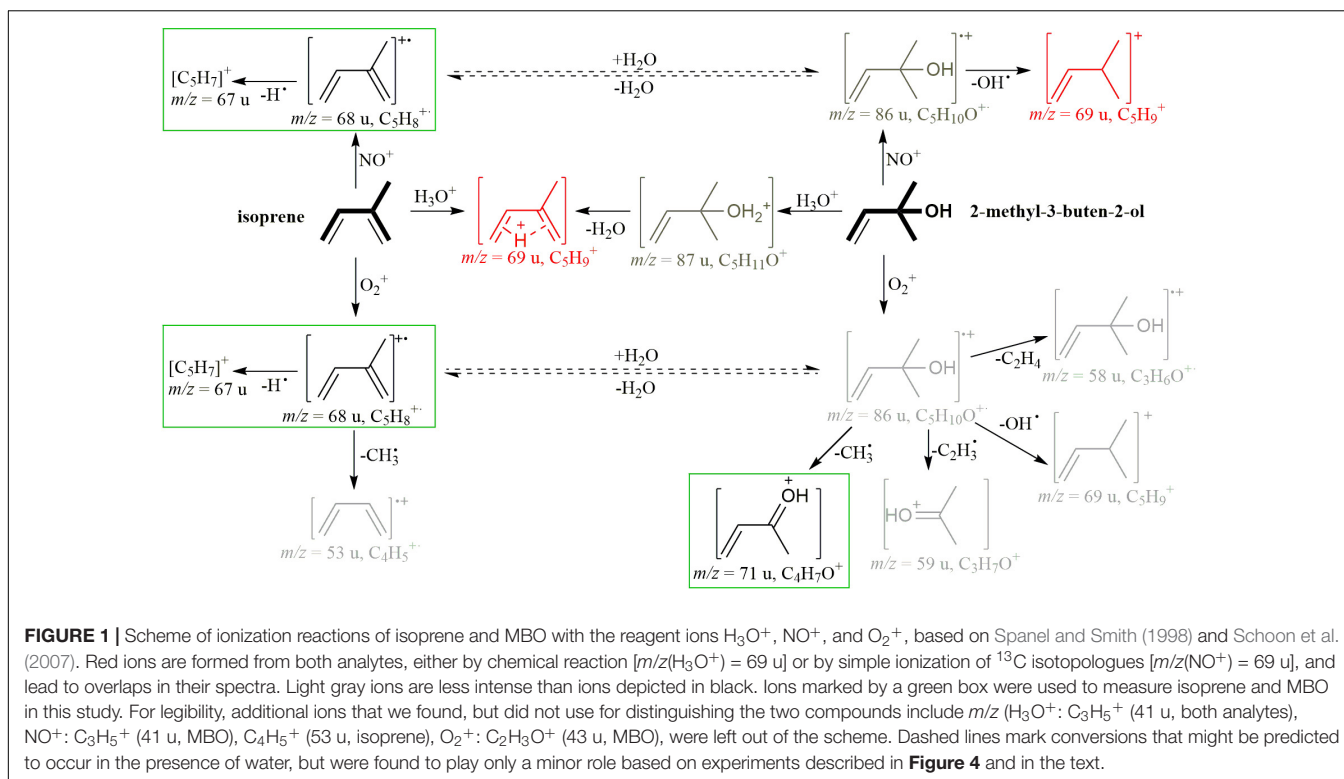 +H₂O
-H₂O
[C₅H₇]⁺
m/z = 67 u
-H•
+•
m/z = 68 u, C₅H₈⁺·
OH
•+
m/z = 86 u, C₅H₁₀O⁺·
-OH•
+
m/z = 69 u, C₅H₉⁺
NO⁺
NO⁺
isoprene
H₃O⁺
H
+
m/z = 69 u, C₅H₉⁺
-H₂O
OH₂⁺
m/z = 87 u, C₅H₁₁O⁺
H₃O⁺
OH
2-methyl-3-buten-2-ol
O₂⁺
O₂⁺
[C₅H₇]⁺
m/z = 67 u
-H•
+•
m/z = 68 u, C₅H₈⁺·
+H₂O
-H₂O
OH
•+
m/z = 86 u, C₅H₁₀O⁺·
-C₂H₄
OH
•+
m/z = 58 u, C₃H₆O⁺·
-CH₃•
•+
m/z = 53 u, C₄H₅⁺·
-CH₃•
+
OH
m/z = 71 u, C₄H₇O⁺
-C₂H₃•
HO
+
m/z = 59 u, C₃H₇O⁺
-OH•
+
m/z = 69 u, C₅H₉⁺
FIGURE 1 | Scheme of ionization reactions of isoprene and MBO with the reagent ions H₃O⁺, NO⁺, and O₂⁺, based on Spanel and Smith (1998) and Schoon et al.
(2007). Red ions are formed from both analytes, either by chemical reaction [m/z(H₃O⁺) = 69 u] or by simple ionization of ¹³C isotopologues [m/z(NO⁺) = 69 u], and
lead to overlaps in their spectra. Light gray ions are less intense than ions depicted in black. Ions marked by a green box were used to measure isoprene and MBO
in this study. For legibility, additional ions that we found, but did not use for distinguishing the two compounds include m/z (H₃O⁺: C₃H₅⁺ (41 u, both analytes),
NO⁺: C₃H₅⁺ (41 u, MBO), C₄H₅⁺ (53 u, isoprene), O₂⁺: C₂H₃O⁺ (43 u, MBO), were left out of the scheme. Dashed lines mark conversions that might be predicted
to occur in the presence of water, but were found to play only a minor role based on experiments described in Figure 4 and in the text.